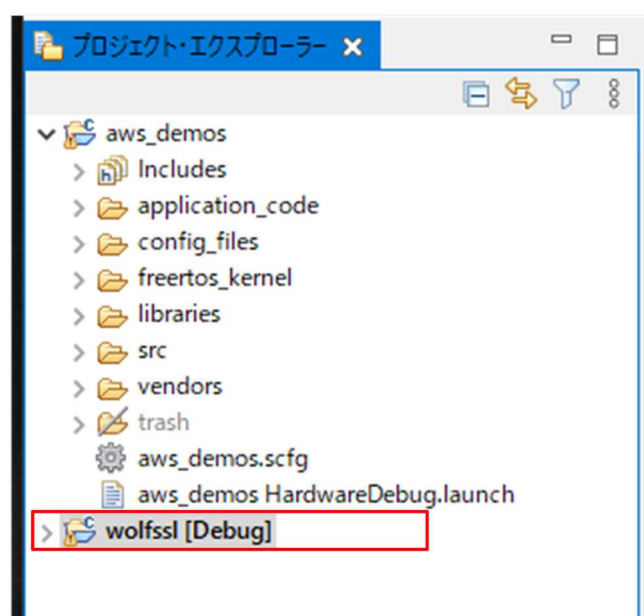 プロジェクト・エクスプローラー
aws_demos
Includes
application_code
config_files
freertos_kernel
libraries
src
vendors
trash
aws_demos.scfg
aws_demos HardwareDebug.launch
wolfssl [Debug]